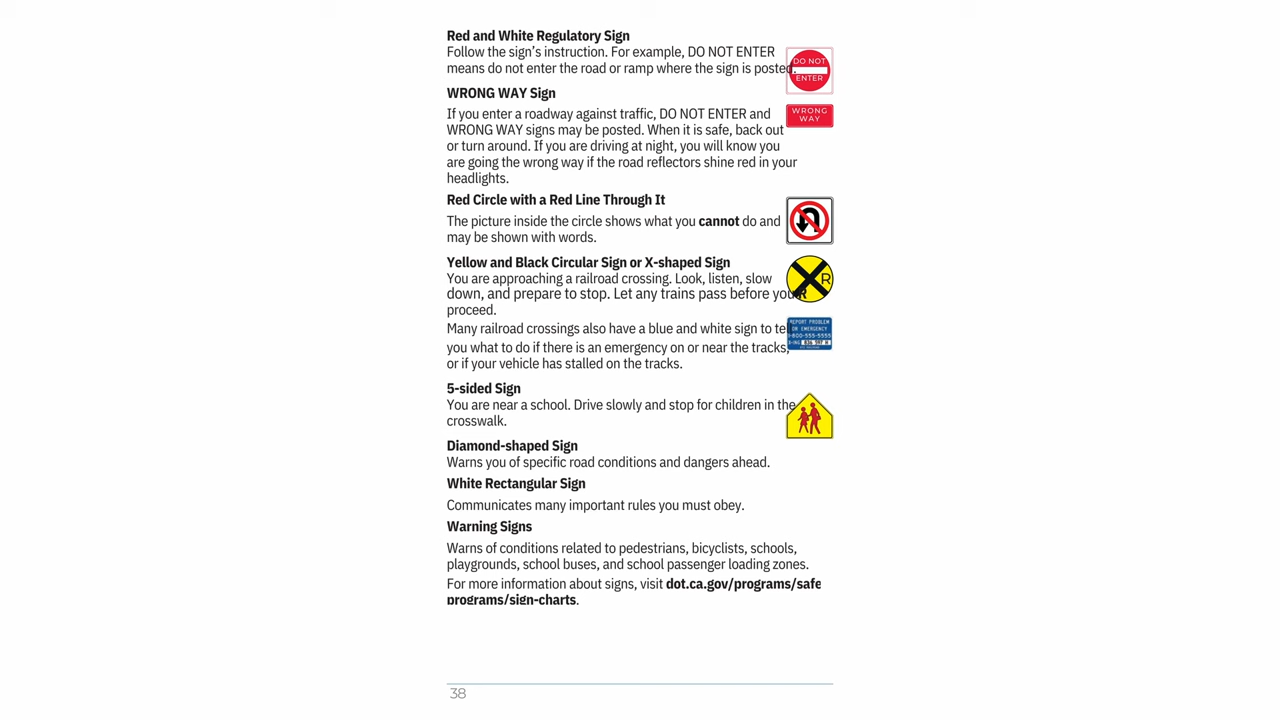 Red and White Regulatory Sign
Follow the sign's instruction. For example, DO NOT ENTER
means do not enter the road or ramp where the sign is posted.
DO NOT
ENTER
WRONG WAY Sign
WRONG
WAY
If you enter a roadway against traffic, DO NOT ENTER and
WRONG WAY signs may be posted. When it is safe, back out
or turn around. If you are driving at night, you will know you
are going the wrong way if the road reflectors shine red in your
headlights.
Red Circle with a Red Line Through It
The picture inside the circle shows what you cannot do and
may be shown with words.
Yellow and Black Circular Sign or X-shaped Sign
You are approaching a railroad crossing. Look, listen, slow
down, and prepare to stop. Let any trains pass before you
proceed.
R
R
Many railroad crossings also have a blue and white sign to te
you what to do if there is an emergency on or near the tracks,
or if your vehicle has stalled on the tracks.
REPORT PROBLEM
OR EMERGENCY
1-800-555-5555
836 597 H
5-sided Sign
You are near a school. Drive slowly and stop for children in the
crosswalk.
Diamond-shaped Sign
Warns you of specific road conditions and dangers ahead.
White Rectangular Sign
Communicates many important rules you must obey.
Warning Signs
Warns of conditions related to pedestrians, bicyclists, schools,
playgrounds, school buses, and school passenger loading zones.
For more information about signs, visit dot.ca.gov/programs/safe
programs/sign-charts.
38